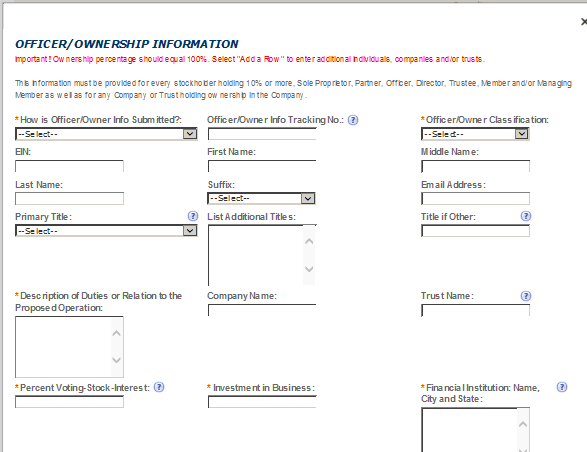 OFFICER/OWNERSHIP INFORMATION
Important! Ownership percentage should equal 100%. Select "Add a Row" to enter additional individuals, companies and/or trusts.
This information must be provided for every stockholder holding 10% or more, Sole Proprietor, Partner, Officer, Director, Trustee, Member and/or Managing
Member as well as for any Company or Trust holding ownership in the Company.
*How is Officer/Owner Info Submitted?: Officer/Owner Info Tracking No.: ? *Officer/Owner Classification:
--Select-- --Select--
EIN: First Name: Middle Name:
Last Name: Suffix: Email Address:
--Select--
Primary Title: ? List Additional Titles: Title if Other: ?
--Select--
*Description of Duties or Relation to the Company Name: Trust Name: ?
Proposed Operation:
*Percent Voting-Stock-Interest: ? *Investment in Business: *Financial Institution: Name, ?
City and State: